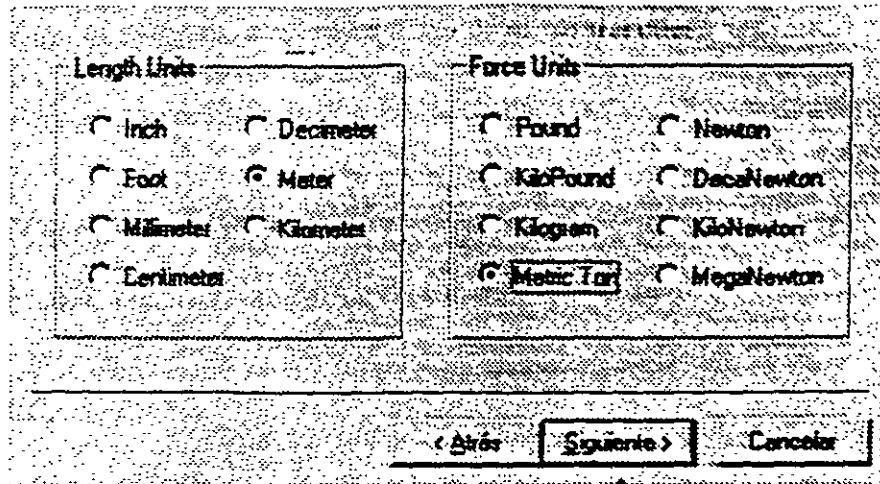 Length Units
Inch
Decimeter
Foot
Meter
Millimeter
Kilometer
Centimeter
Force Units
Pound
Newton
KiloPound
DecaNewton
Kilogram
KiloNewton
Metric Ton
MegaNewton
< Atrás
Siguiente >
Cancelar